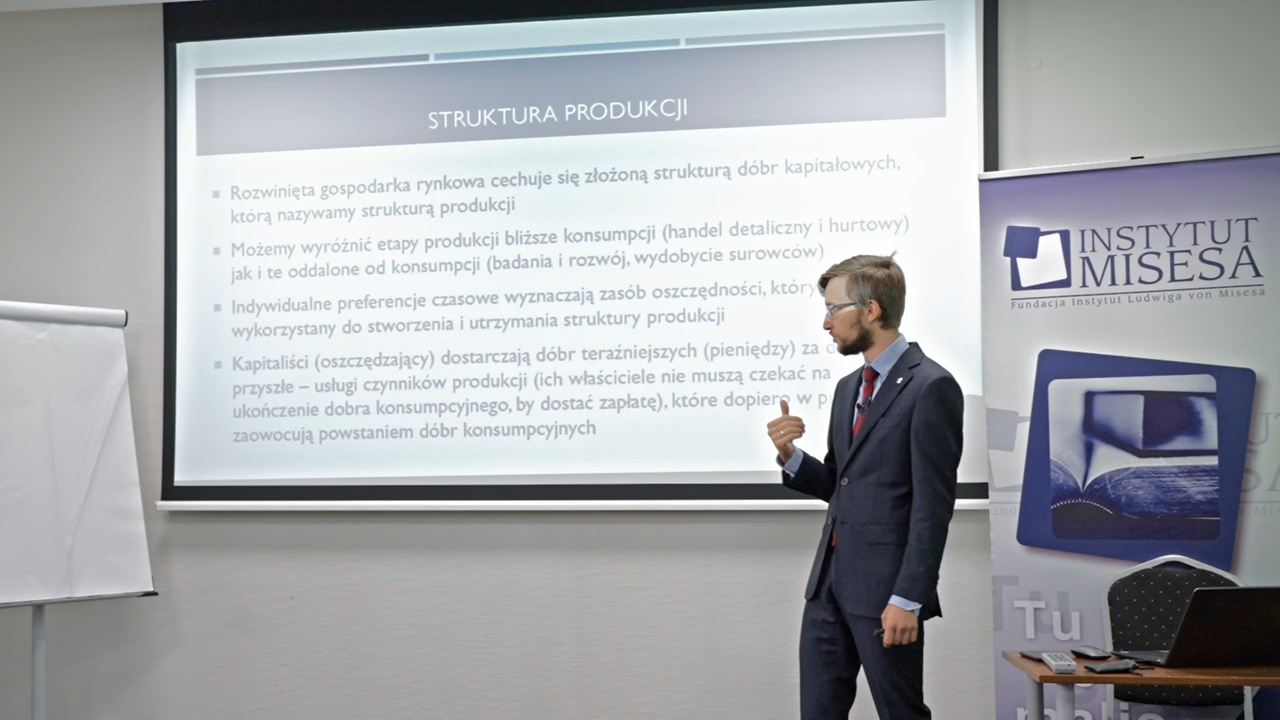 STRUKTURA PRODUKCJI
Rozwinięta gospodarka rynkowa cechuje się złożoną strukturą dóbr kapitałowych,
którą nazywamy strukturą produkcji
Możemy wyróżnić etapy produkcji bliższe konsumpcji (handel detaliczny i hurtowy)
jak i te oddalone od konsumpcji (badania i rozwój, wydobycie surowców)
Indywidualne preferencje czasowe wyznaczają zasób oszczędności,
wykorzystany do stworzenia i utrzymania struktury produkcji
Kapitaliści (oszczędzający) dostarczają dóbr teraźniejszych (pieniędzy) za
przyszłe – usługi czynników produkcji (ich właściciele nie muszą czekać na
ukończenie dobra konsumpcyjnego, by dostać zapłatę), które dopiero w
zaowocują powstaniem dóbr konsumpcyjnych
INSTYTUT
MISESA
Fundacja Instytut Ludwiga von Misesa
Tu